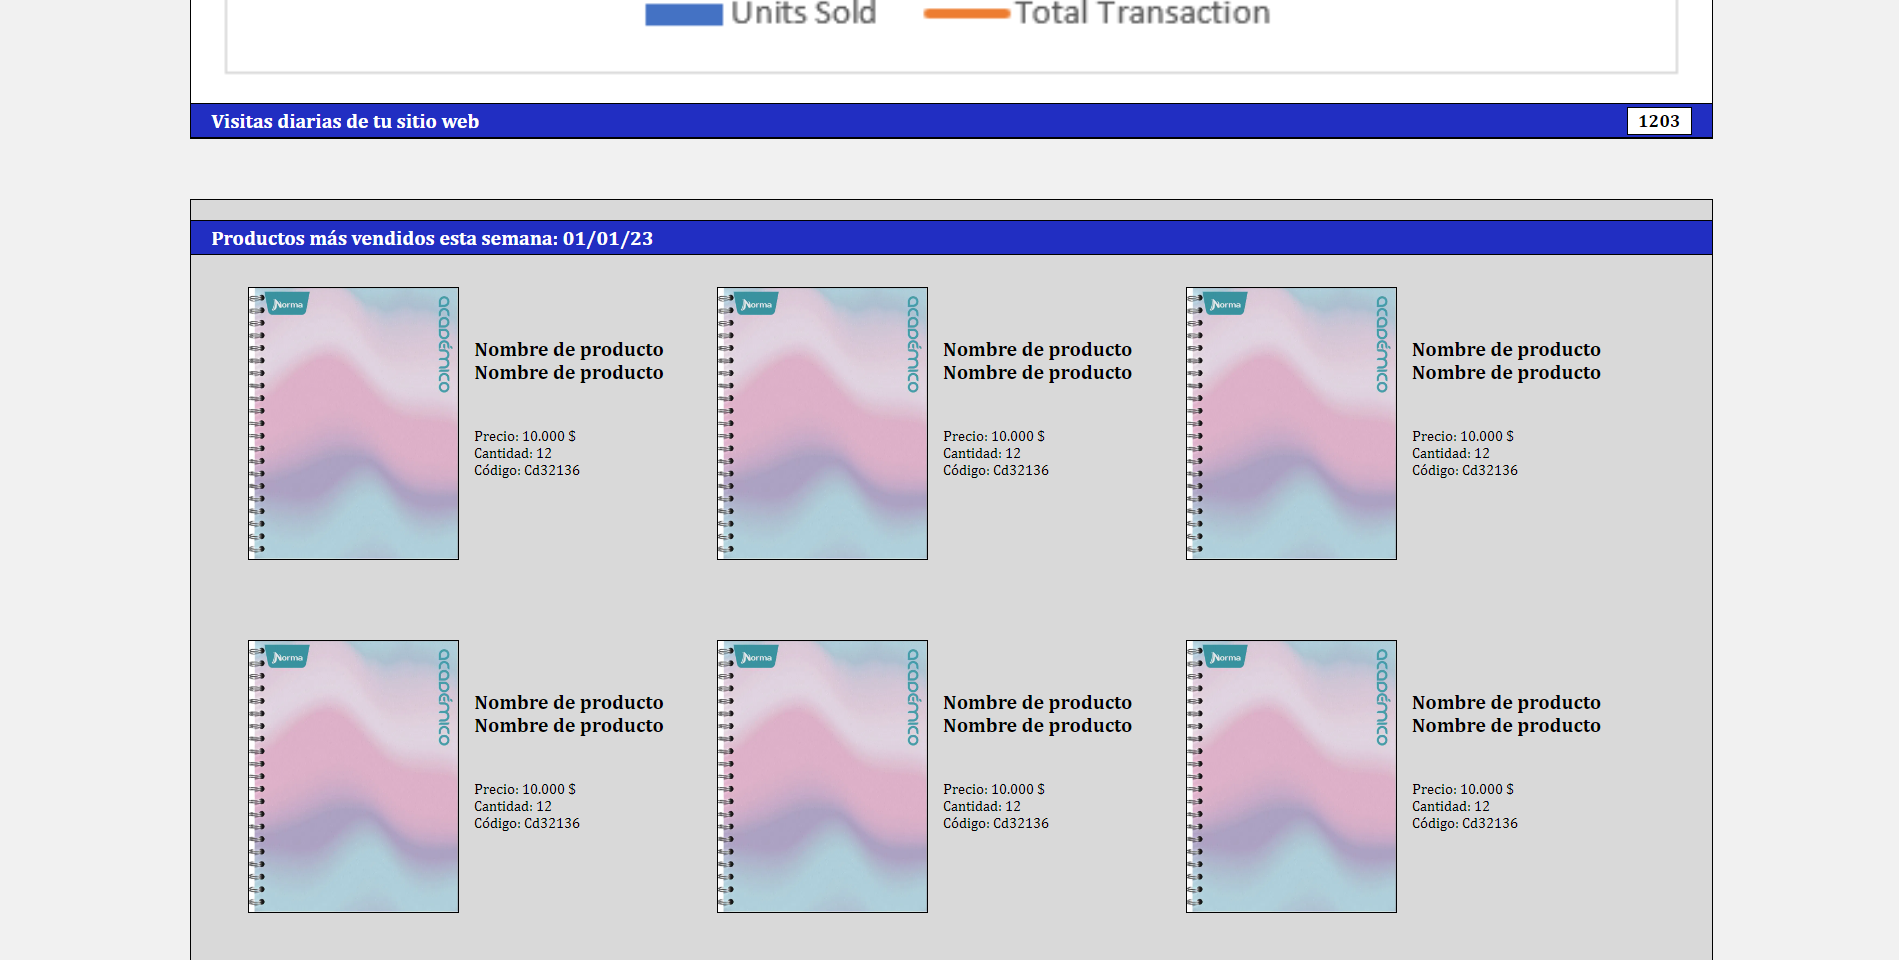 Units Sold Total Transaction
Visitas diarias de tu sitio web 1203
Productos más vendidos esta semana: 01/01/23
Norma académico Norma académico Norma académico
Nombre de producto Nombre de producto Nombre de producto
Nombre de producto Nombre de producto Nombre de producto
Precio: 10.000 $ Precio: 10.000 $ Precio: 10.000 $
Cantidad: 12 Cantidad: 12 Cantidad: 12
Código: Cd32136 Código: Cd32136 Código: Cd32136
Norma académico Norma académico Norma académico
Nombre de producto Nombre de producto Nombre de producto
Nombre de producto Nombre de producto Nombre de producto
Precio: 10.000 $ Precio: 10.000 $ Precio: 10.000 $
Cantidad: 12 Cantidad: 12 Cantidad: 12
Código: Cd32136 Código: Cd32136 Código: Cd32136